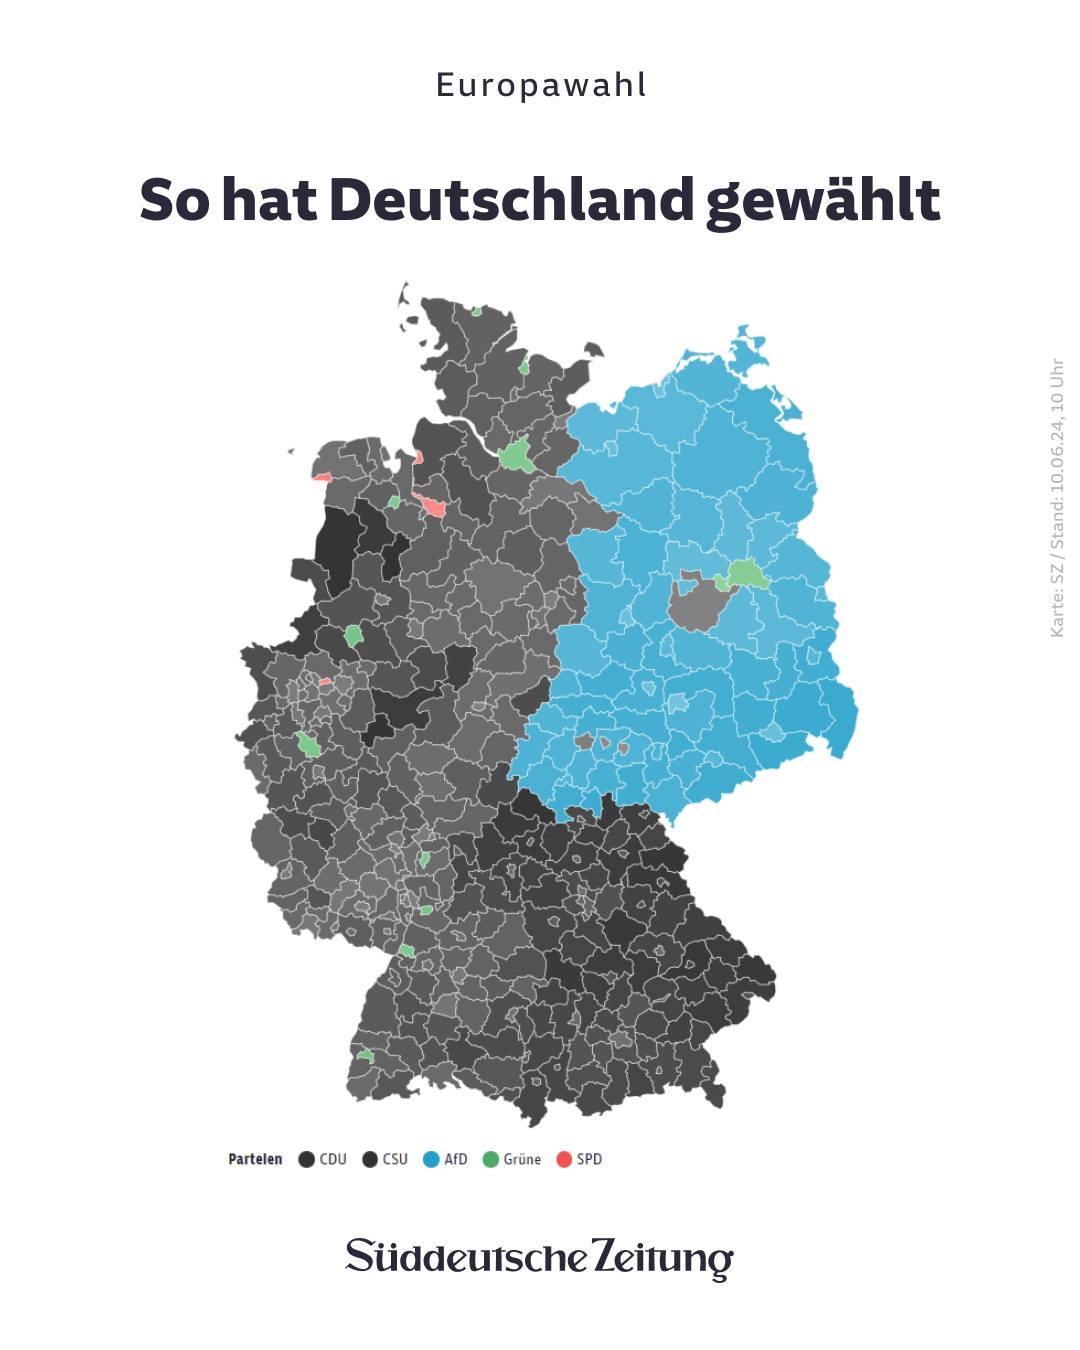 Europawahl
So hat Deutschland gewählt
Karte: SZ / Stand: 10.06.24, 10 Uhr
Parteien CDU CSU AfD Grüne SPD
Süddeutsche Zeitung